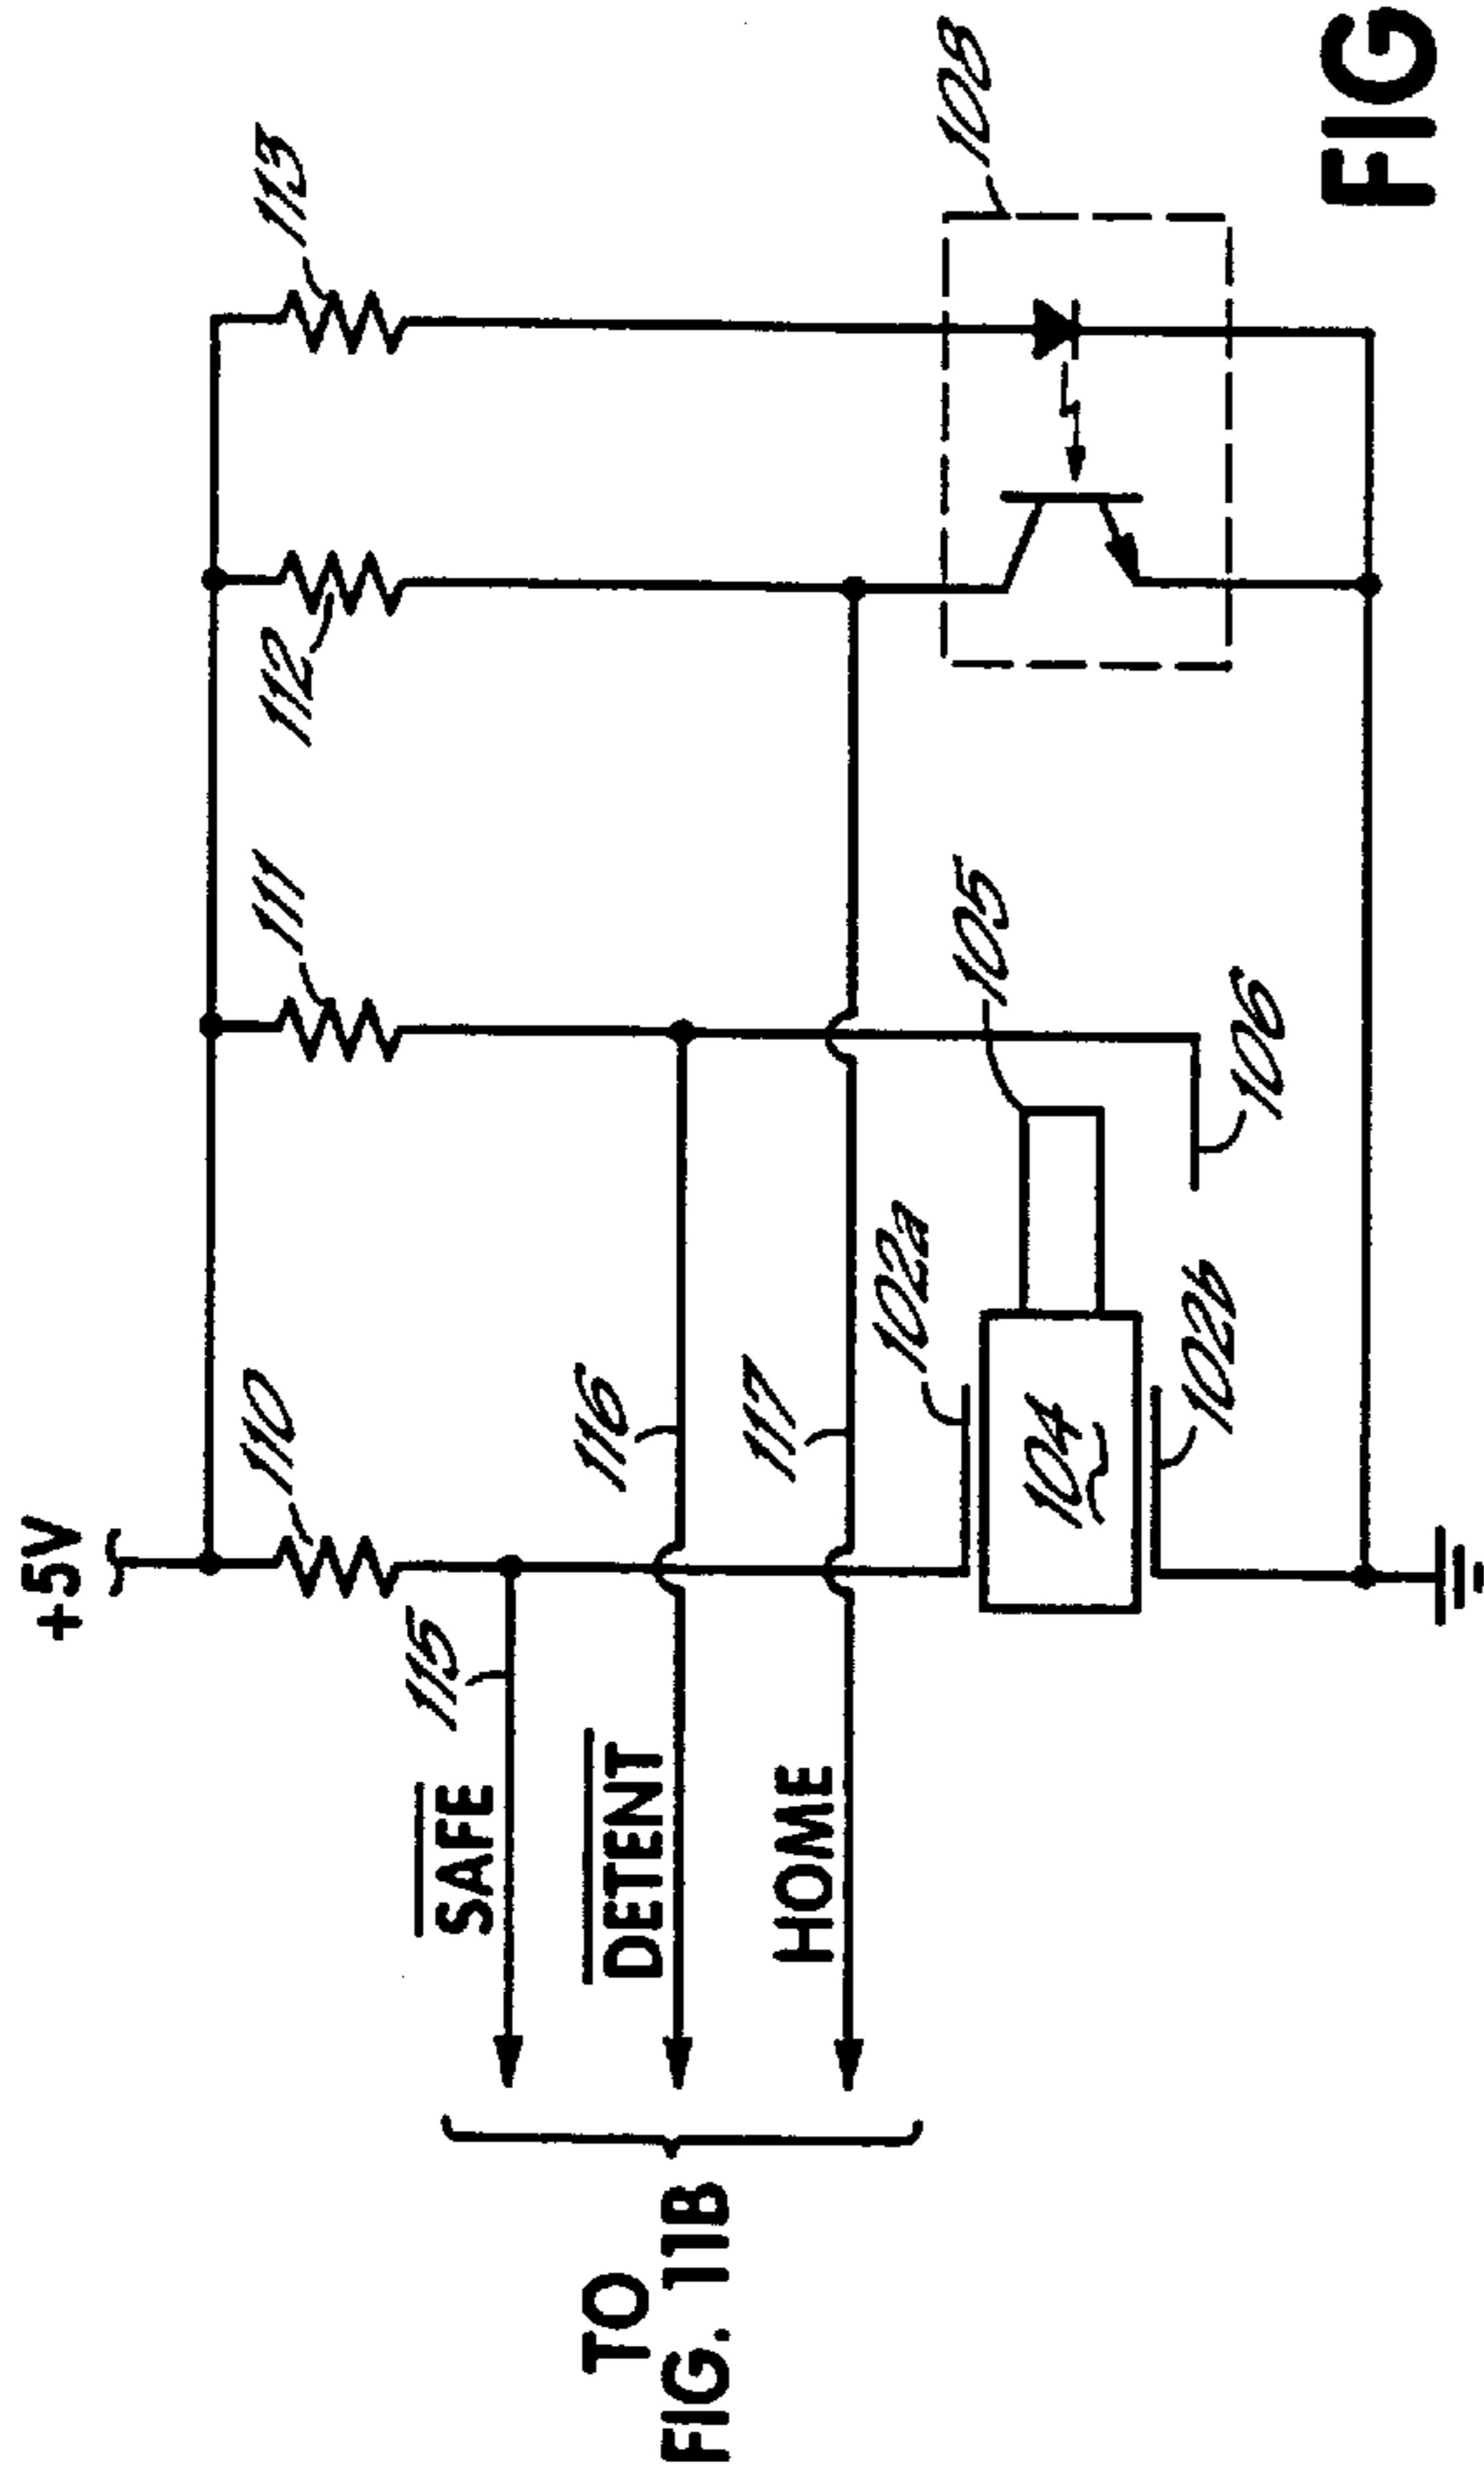 +5V
110
111
112
113
115
SAFE
116
DETENT
117
HOME
102a
104
102b
105
106
108
TO
FIG. 11B
FIG